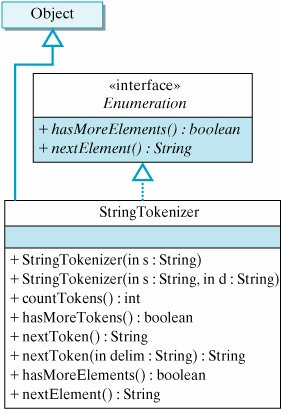 Object
«interface»
Enumeration
+ hasMoreElements() : boolean
+ nextElement() : String
StringTokenizer
+ StringTokenizer(in s : String)
+ StringTokenizer(in s : String, in d : String)
+ countTokens() : int
+ hasMoreTokens() : boolean
+ nextToken() : String
+ nextToken(in delim : String) : String
+ hasMoreElements() : boolean
+ nextElement() : String